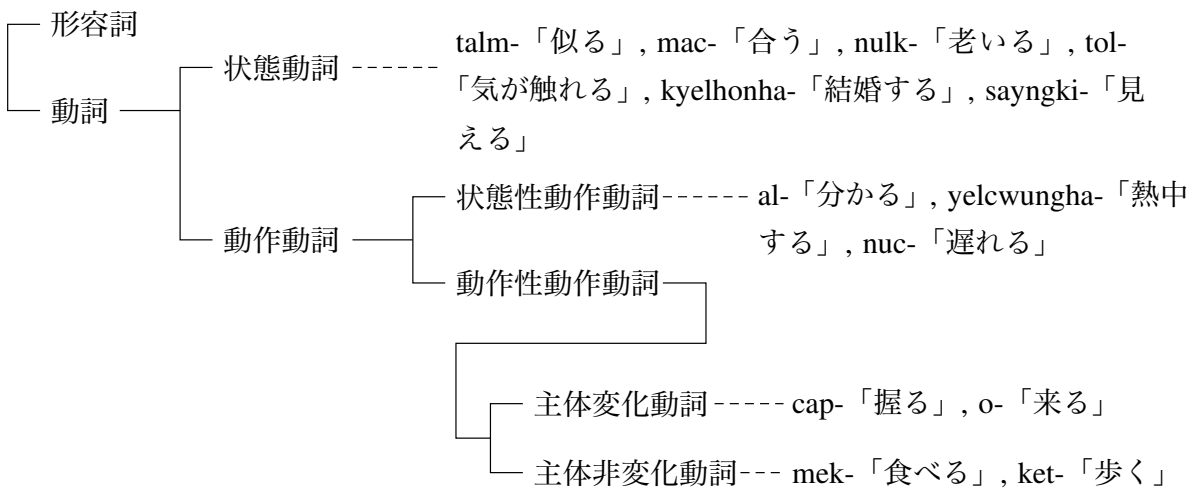 形容詞
動詞
状態動詞
talm-「似る」, mac-「合う」, nulk-「老いる」, tol-
「気が触れる」, kyelhonha-「結婚する」, sayngki-「見
える」
動作動詞
状態性動作動詞
al-「分かる」, yelcwungha-「熱中
する」, nuc-「遅れる」
動作性動作動詞
主体変化動詞
cap-「握る」, o-「来る」
主体非変化動詞
mek-「食べる」, ket-「歩く」